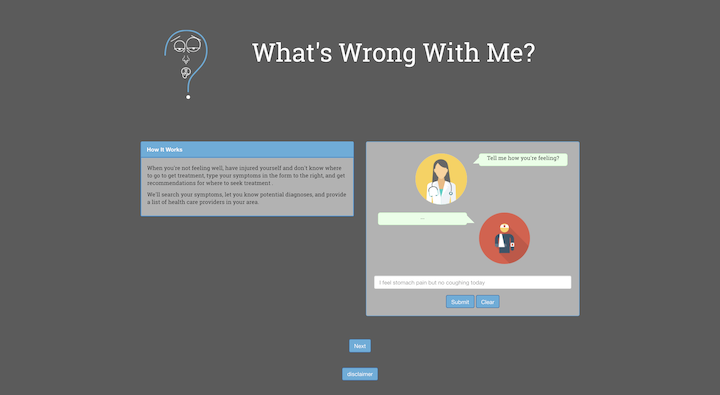 What's Wrong With Me?
How It Works
When you're not feeling well, have injured yourself and don't know where
to go to get treatment, type your symptoms in the form to the right, and get
recommendations for where to seek treatment .
We'll search your symptoms, let you know potential diagnoses, and provide
a list of health care providers in your area.
Tell me how you're feeling?
...
I feel stomach pain but no coughing today
Submit Clear
Next
disclaimer